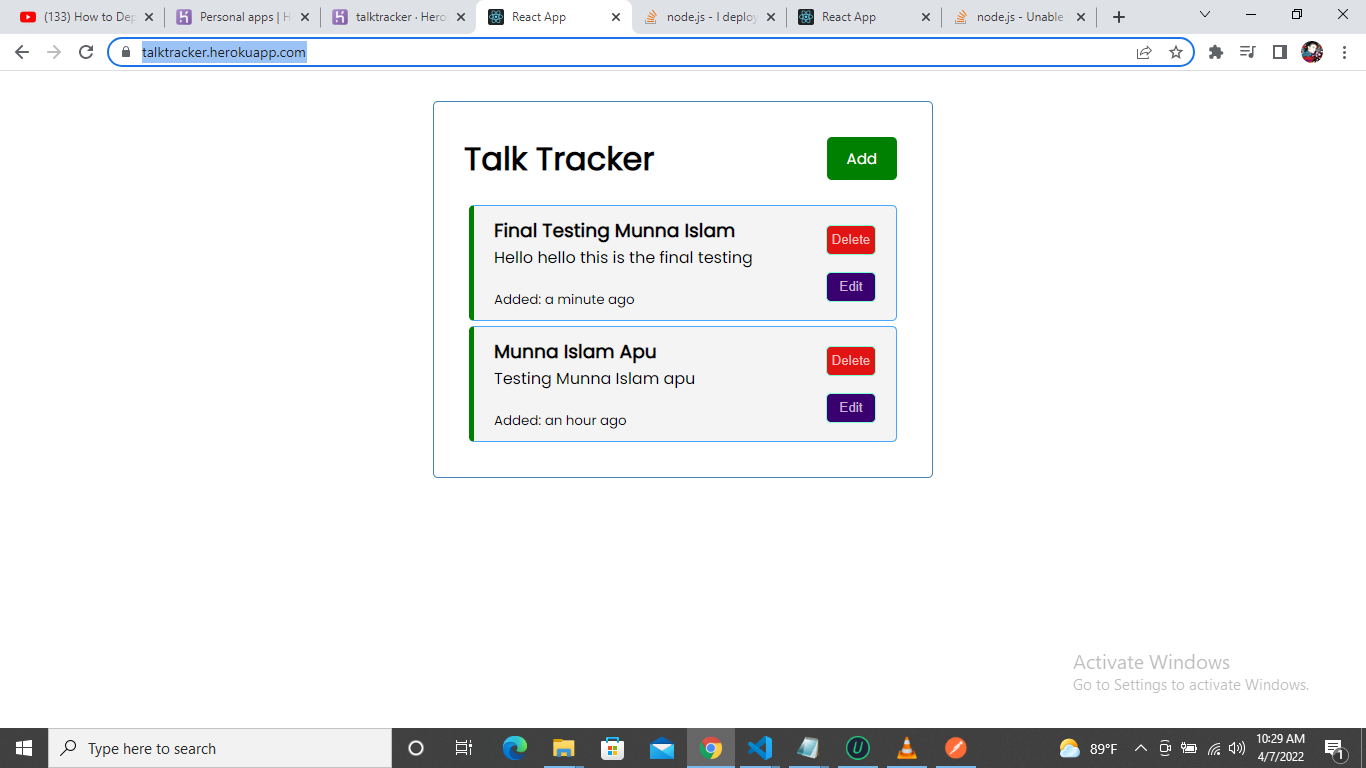 (133) How to Dep
Personal apps | H
talktracker · Hero
React App
node.js - I deploy
React App
node.js - Unable
talktracker.herokuapp.com
Talk Tracker
Add
Final Testing Munna Islam
Hello hello this is the final testing
Added: a minute ago
Delete
Edit
Munna Islam Apu
Testing Munna Islam apu
Added: an hour ago
Delete
Edit
Activate Windows
Go to Settings to activate Windows.
Type here to search
89°F
10:29 AM
4/7/2022
1